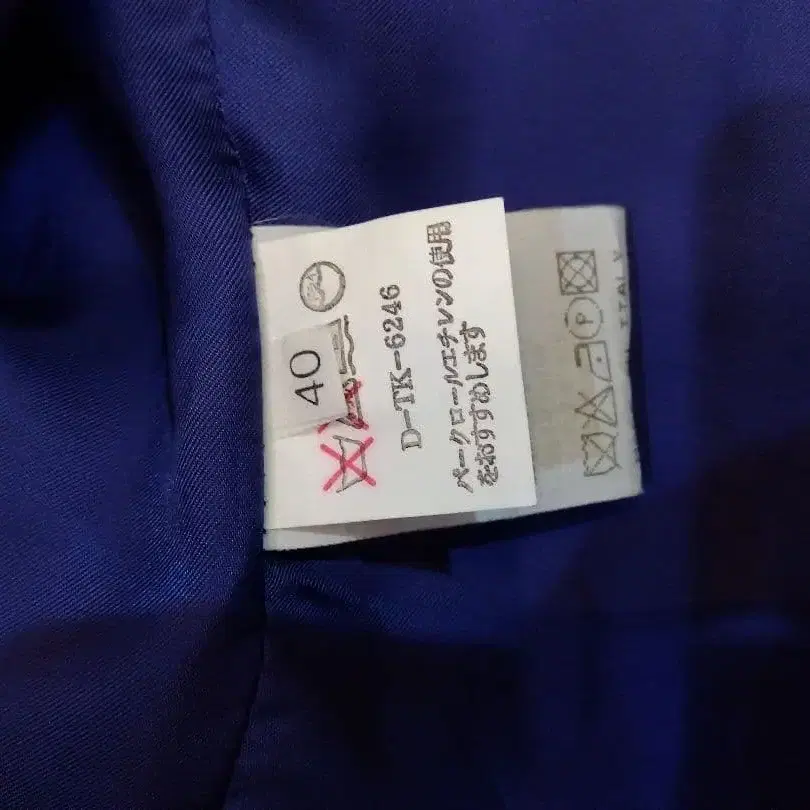 40
D-TK-6246
パークロールエチレンの使用
をおすすめします
P
ITALY